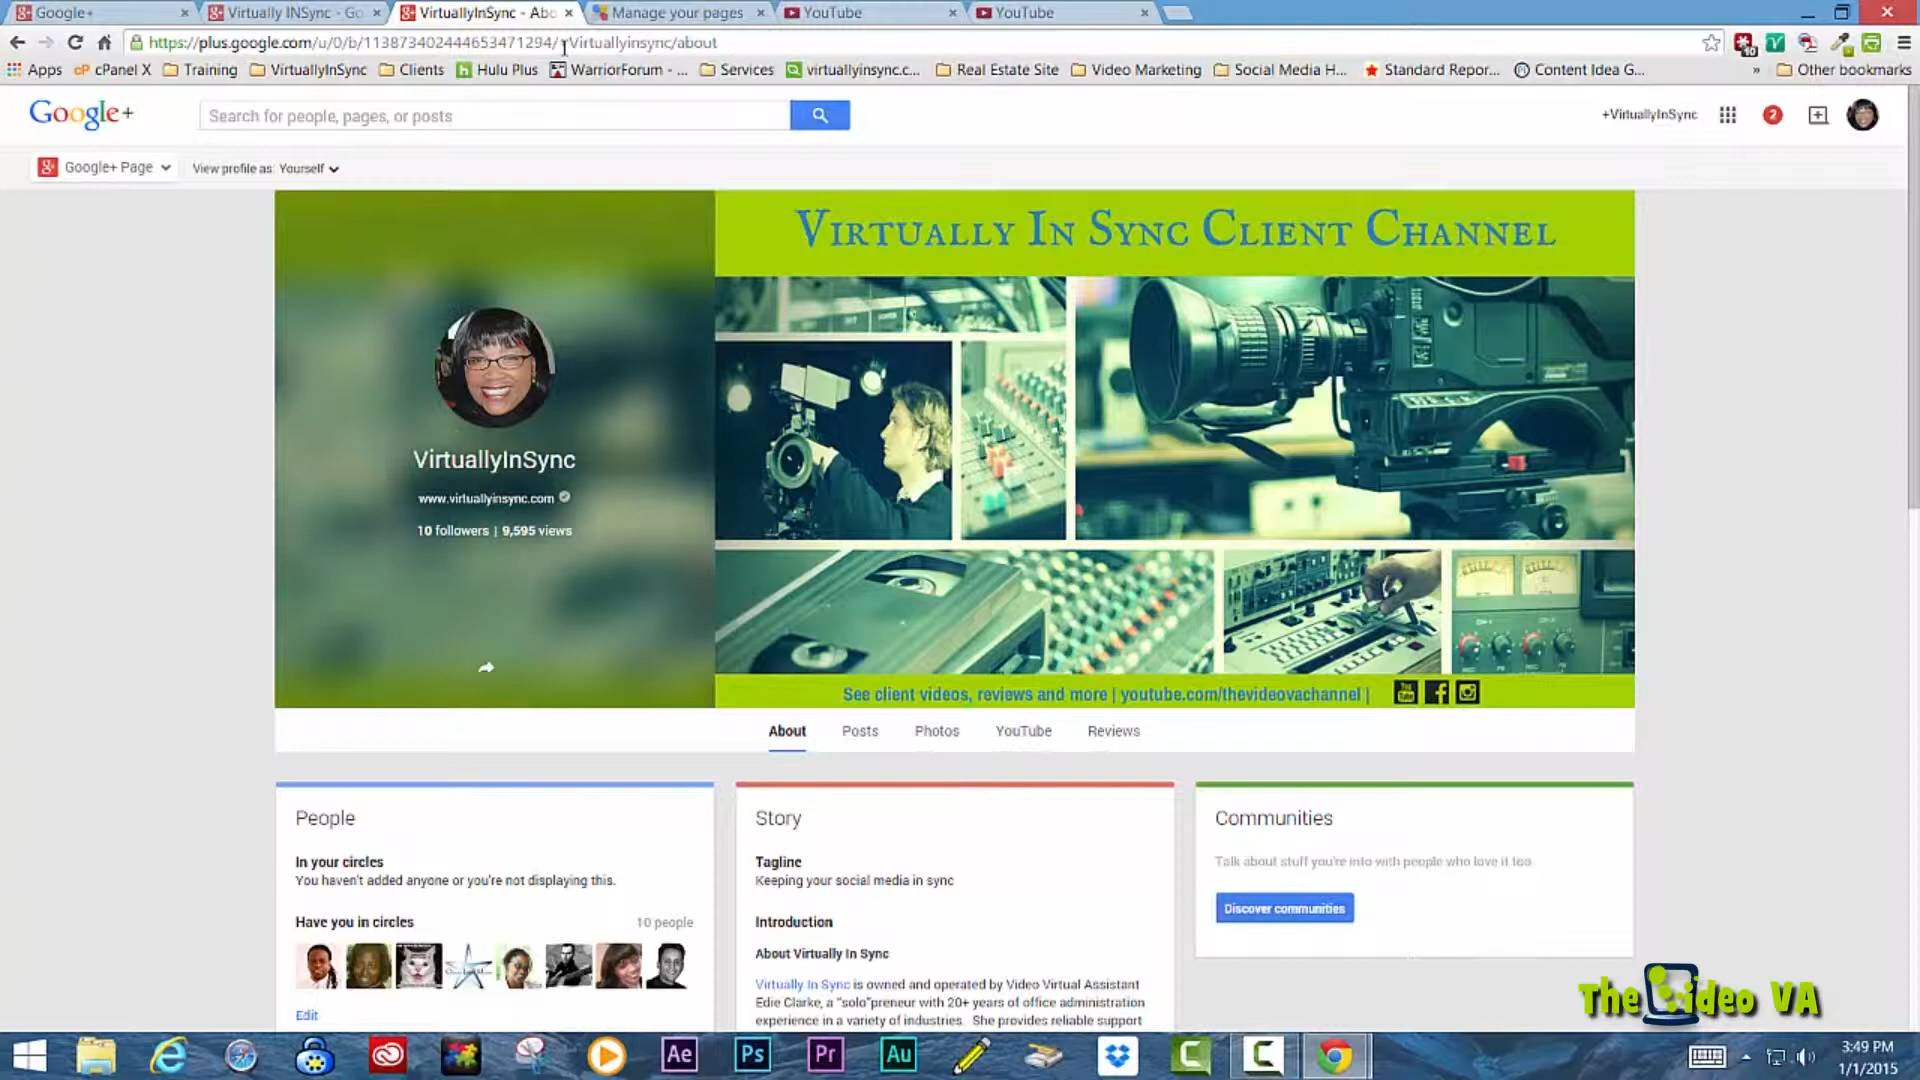 Google+
Virtually INSync - Go
VirtuallyInSync - Abo
Manage your pages
YouTube
YouTube
https://plus.google.com/u/0/b/113873402444653471294/+Virtuallyinsync/about
Apps
cPanel X
Training
VirtuallyInSync
Clients
Hulu Plus
WarriorForum - ...
Services
virtuallyinsync.c...
Real Estate Site
Video Marketing
Social Media H...
Standard Repor...
Content Idea G...
»
Other bookmarks
Google+
Search for people, pages, or posts
+VirtuallyInSync
2
Google+ Page
View profile as: Yourself
Virtually In Sync Client Channel
VirtuallyInSync
www.virtuallyinsync.com
10 followers | 9,595 views
See client videos, reviews and more | youtube.com/thevideovachannel |
About
Posts
Photos
YouTube
Reviews
People
In your circles
You haven't added anyone or you're not displaying this.
Have you in circles
10 people
Edit
Story
Tagline
Keeping your social media in sync
Introduction
About Virtually In Sync
Virtually In Sync is owned and operated by Video Virtual Assistant
Edie Clarke, a "solo"preneur with 20+ years of office administration
experience in a variety of industries. She provides reliable support
Communities
Talk about stuff you're into with people who love it too
Discover communities
The Video VA
Ae
Ps
Pr
Au
3:49 PM
1/1/2015